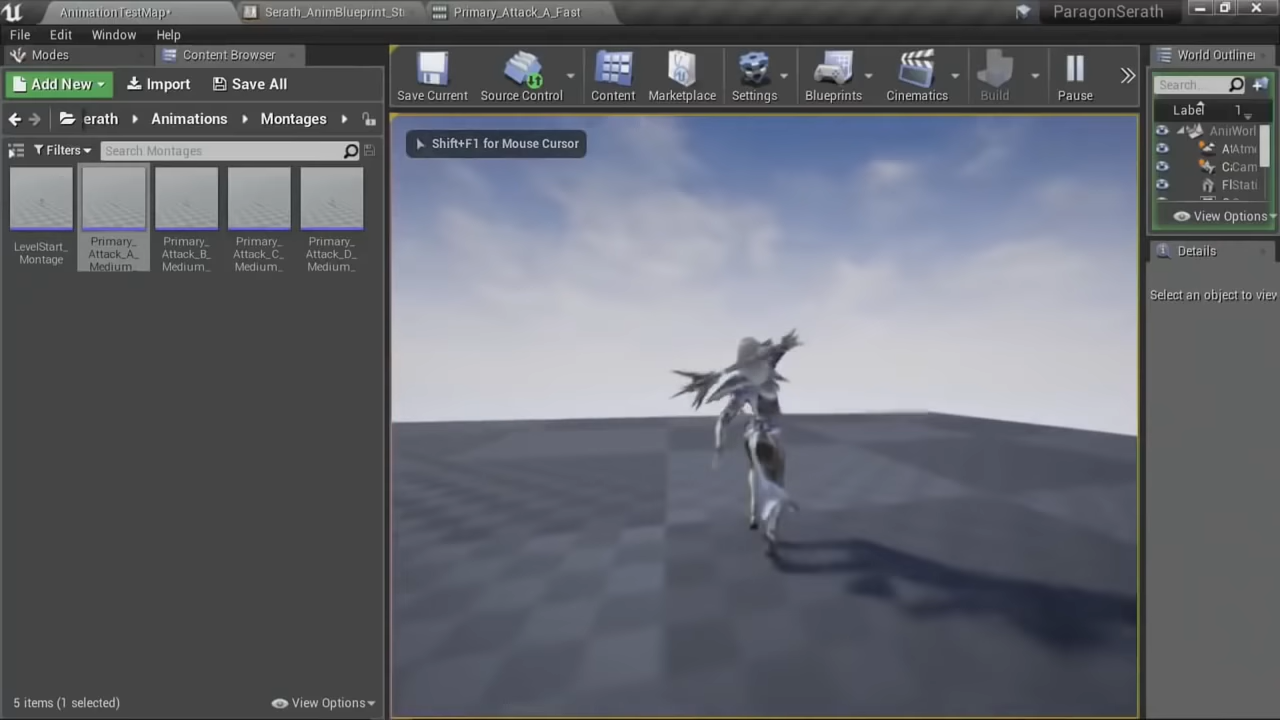 AnimationTestMap*
Serath_AnimBlueprint_St
Primary_Attack_A_Fast
ParagonSerath
File Edit Window Help
Modes
Content Browser
World Outliner
Add New
Import
Save All
Save Current
Source Control
Content
Marketplace
Settings
Blueprints
Cinematics
Build
Pause
Search...
erath
Animations
Montages
Label
Shift+F1 for Mouse Cursor
Filters
Search Montages
LevelStart_
Montage
Primary_
Attack_A_
Medium_
Primary_
Attack_B_
Medium_
Primary_
Attack_C_
Medium_
Primary_
Attack_D_
Medium_
View Options
Details
Select an object to view
5 items (1 selected)
View Options